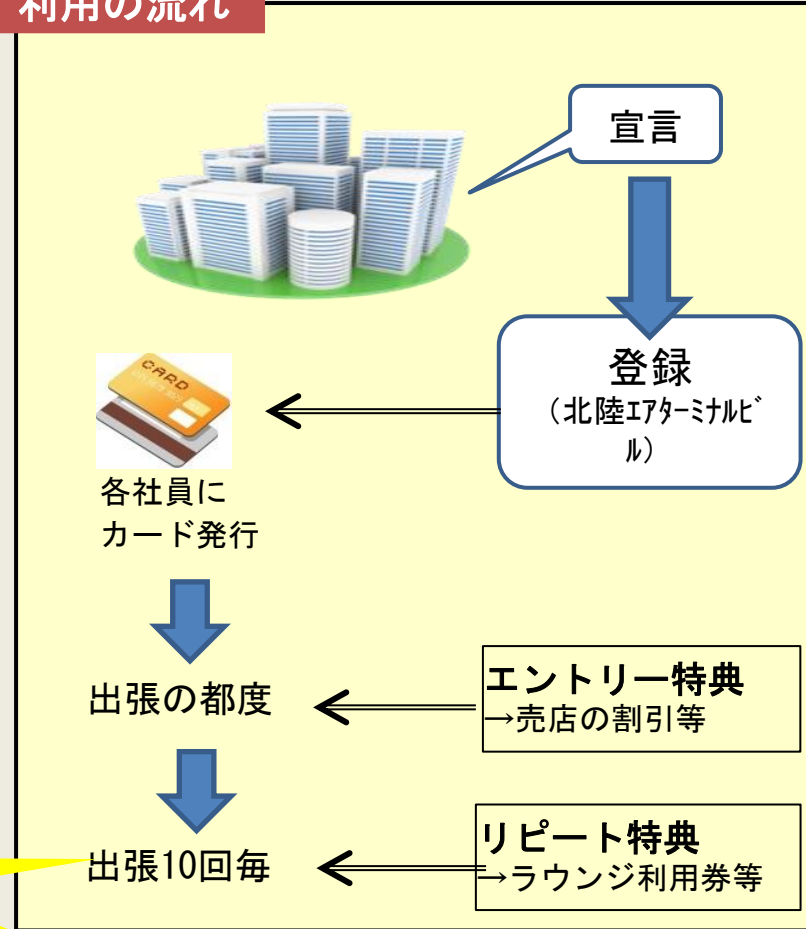 利用の流れ
宣言
登録
（北陸ｴｱﾀｰﾐﾅﾙﾋﾞ
ﾙ）
CARD
各社員に
カード発行
出張の都度
エントリー特典
→売店の割引等
出張10回毎
リピート特典
→ラウンジ利用券等